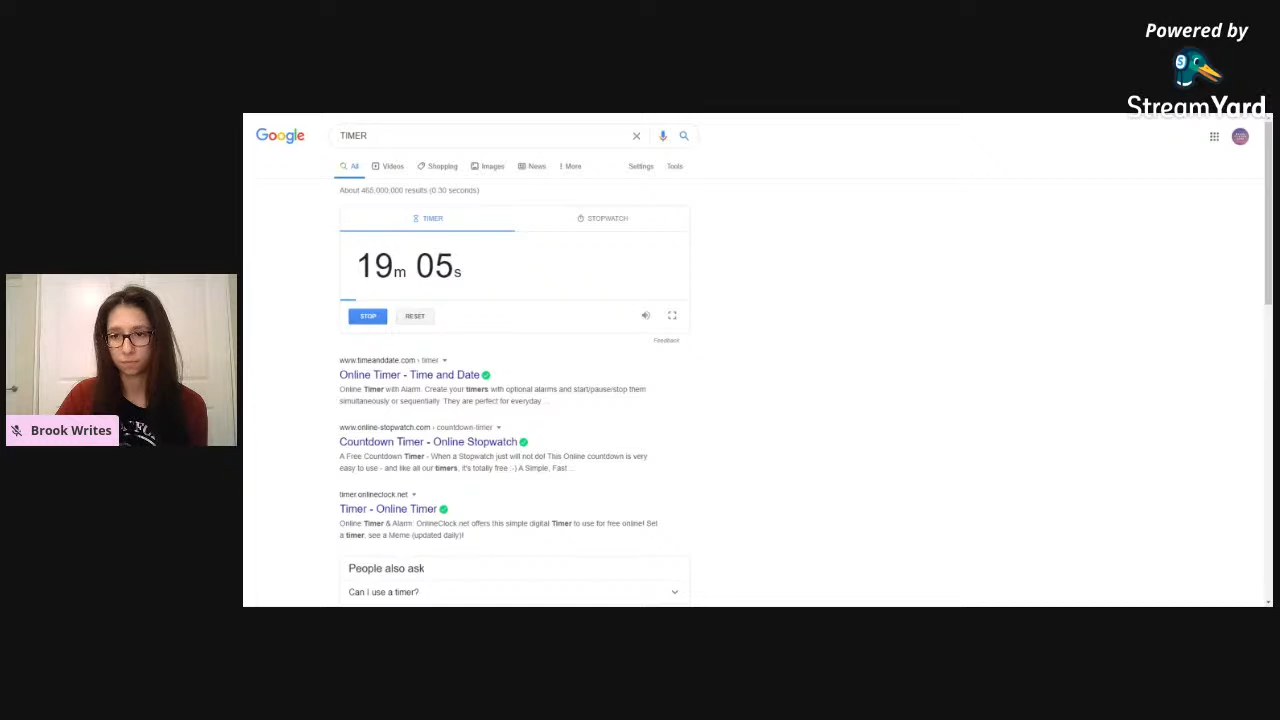 Powered by
StreamYard
Google
TIMER
All Videos Shopping Images News More Settings Tools
About 465,000,000 results (0.30 seconds)
TIMER STOPWATCH
19m 05s
STOP RESET
Feedback
www.timeanddate.com › timer
Online Timer - Time and Date
Online Timer with Alarm. Create your timers with optional alarms and start/pause/stop them
simultaneously or sequentially. They are perfect for everyday ...
www.online-stopwatch.com › countdown-timer
Countdown Timer - Online Stopwatch
A Free Countdown Timer - When a Stopwatch just will not do! This Online countdown is very
easy to use - and like all our timers, it's totally free :-) A Simple, Fast ...
timer.onlineclock.net
Timer - Online Timer
Online Timer & Alarm. OnlineClock.net offers this simple digital Timer to use for free online! Set
a timer, see a Meme (updated daily)!
People also ask
Can I use a timer?
Brook Writes